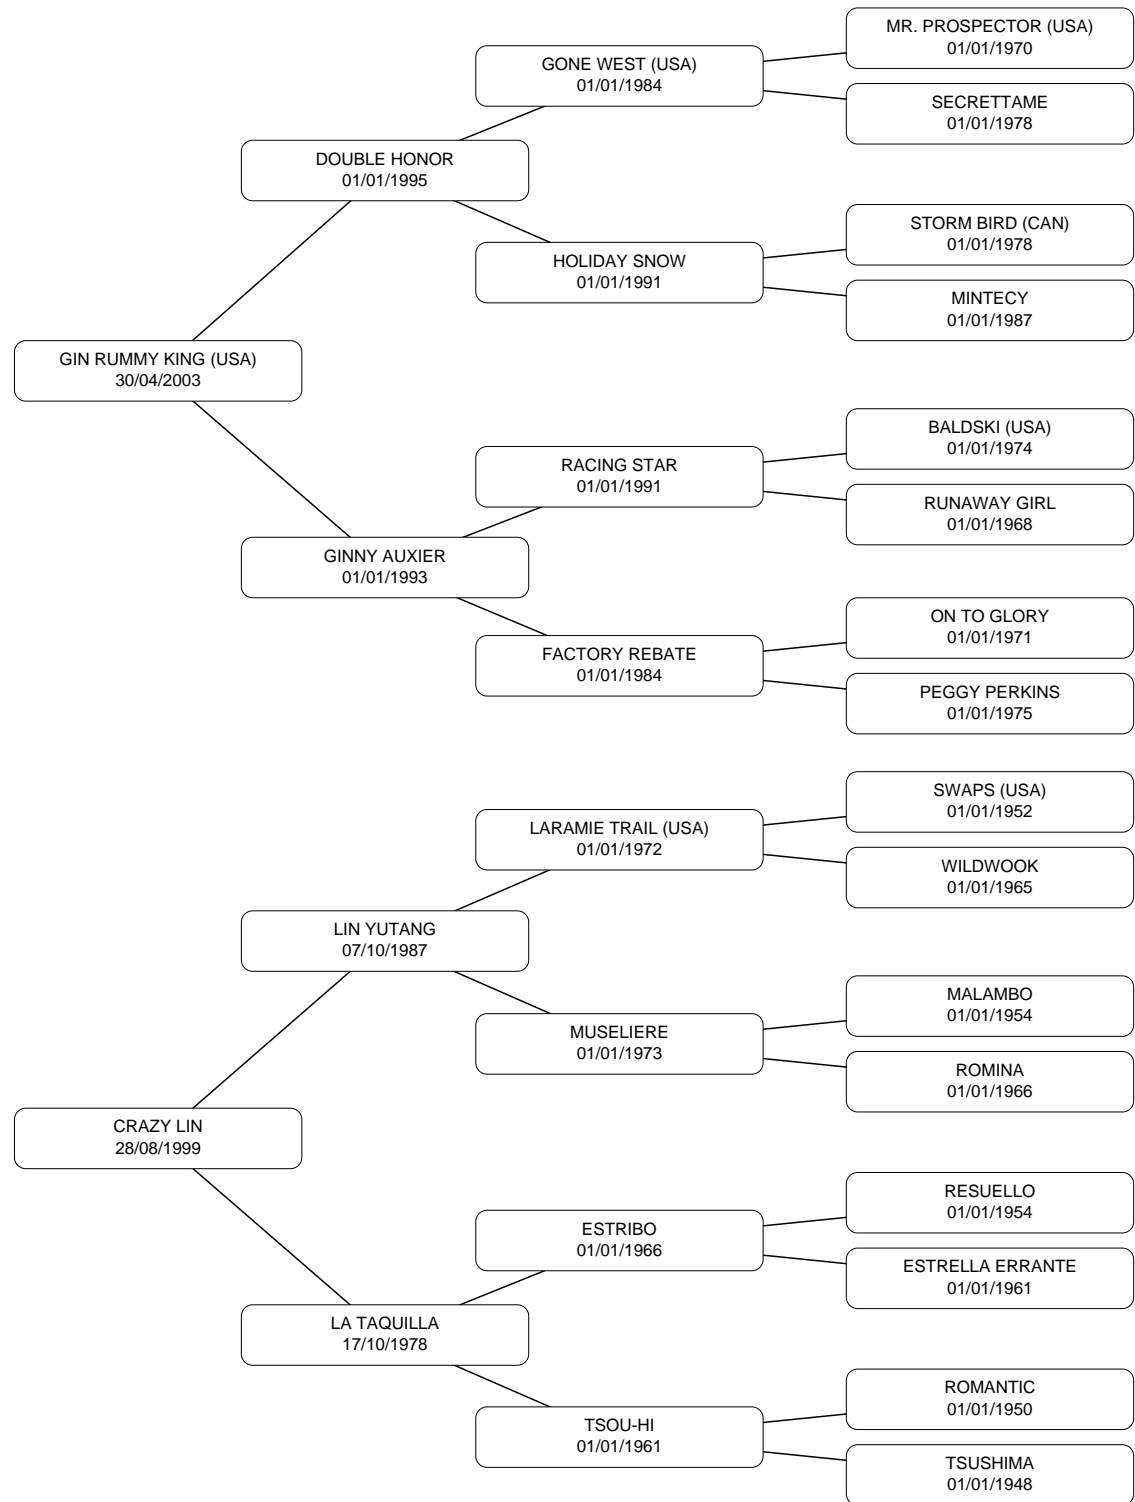 MR. PROSPECTOR (USA)
01/01/1970
GONE WEST (USA)
01/01/1984
SECRETTAME
01/01/1978
DOUBLE HONOR
01/01/1995
STORM BIRD (CAN)
01/01/1978
HOLIDAY SNOW
01/01/1991
MINTECY
01/01/1987
GIN RUMMY KING (USA)
30/04/2003
BALDSKI (USA)
01/01/1974
RACING STAR
01/01/1991
RUNAWAY GIRL
01/01/1968
GINNY AUXIER
01/01/1993
ON TO GLORY
01/01/1971
FACTORY REBATE
01/01/1984
PEGGY PERKINS
01/01/1975
SWAPS (USA)
01/01/1952
LARAMIE TRAIL (USA)
01/01/1972
WILDWOOK
01/01/1965
LIN YUTANG
07/10/1987
MALAMBO
01/01/1954
MUSELIERE
01/01/1973
ROMINA
01/01/1966
CRAZY LIN
28/08/1999
RESUELLO
01/01/1954
ESTRIBO
01/01/1966
ESTRELLA ERRANTE
01/01/1961
LA TAQUILLA
17/10/1978
ROMANTIC
01/01/1950
TSOU-HI
01/01/1961
TSUSHIMA
01/01/1948